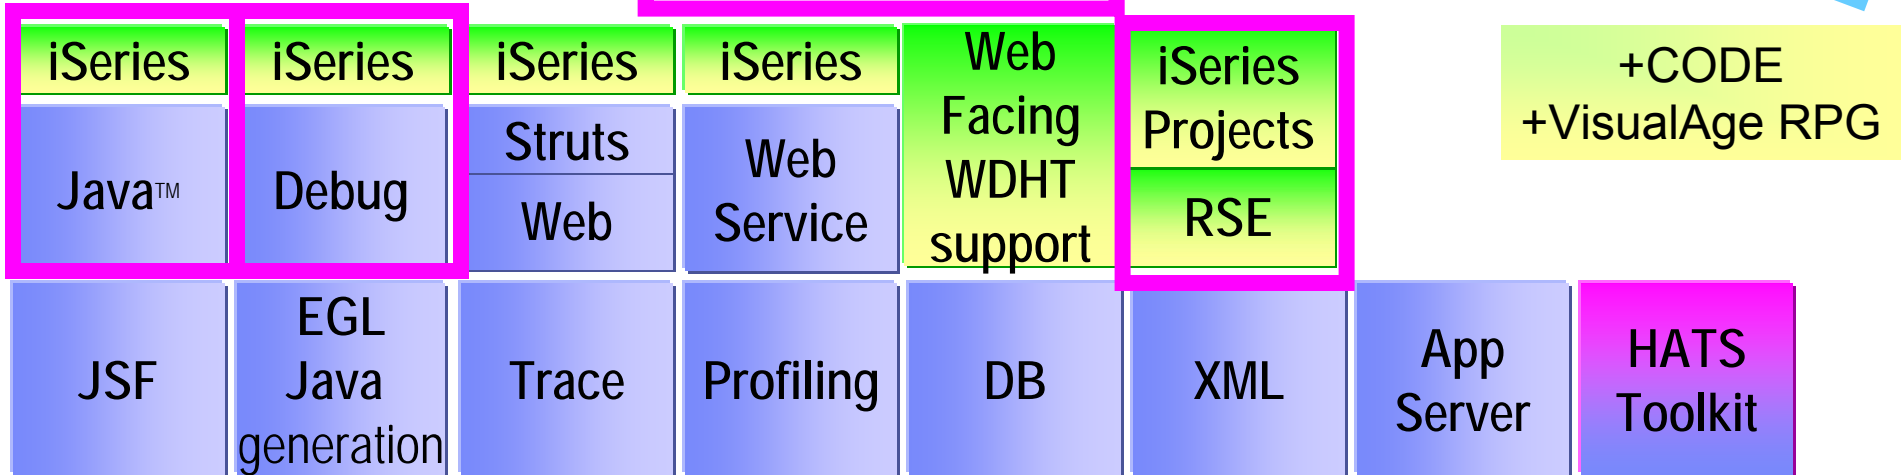 iSeries
Java™
iSeries
Debug
iSeries
Struts
Web
iSeries
Web
Service
Web
Facing
WDHT
support
iSeries
Projects
RSE
+CODE
+VisualAge RPG
JSF
EGL
Java
generation
Trace
Profiling
DB
XML
App
Server
HATS
Toolkit